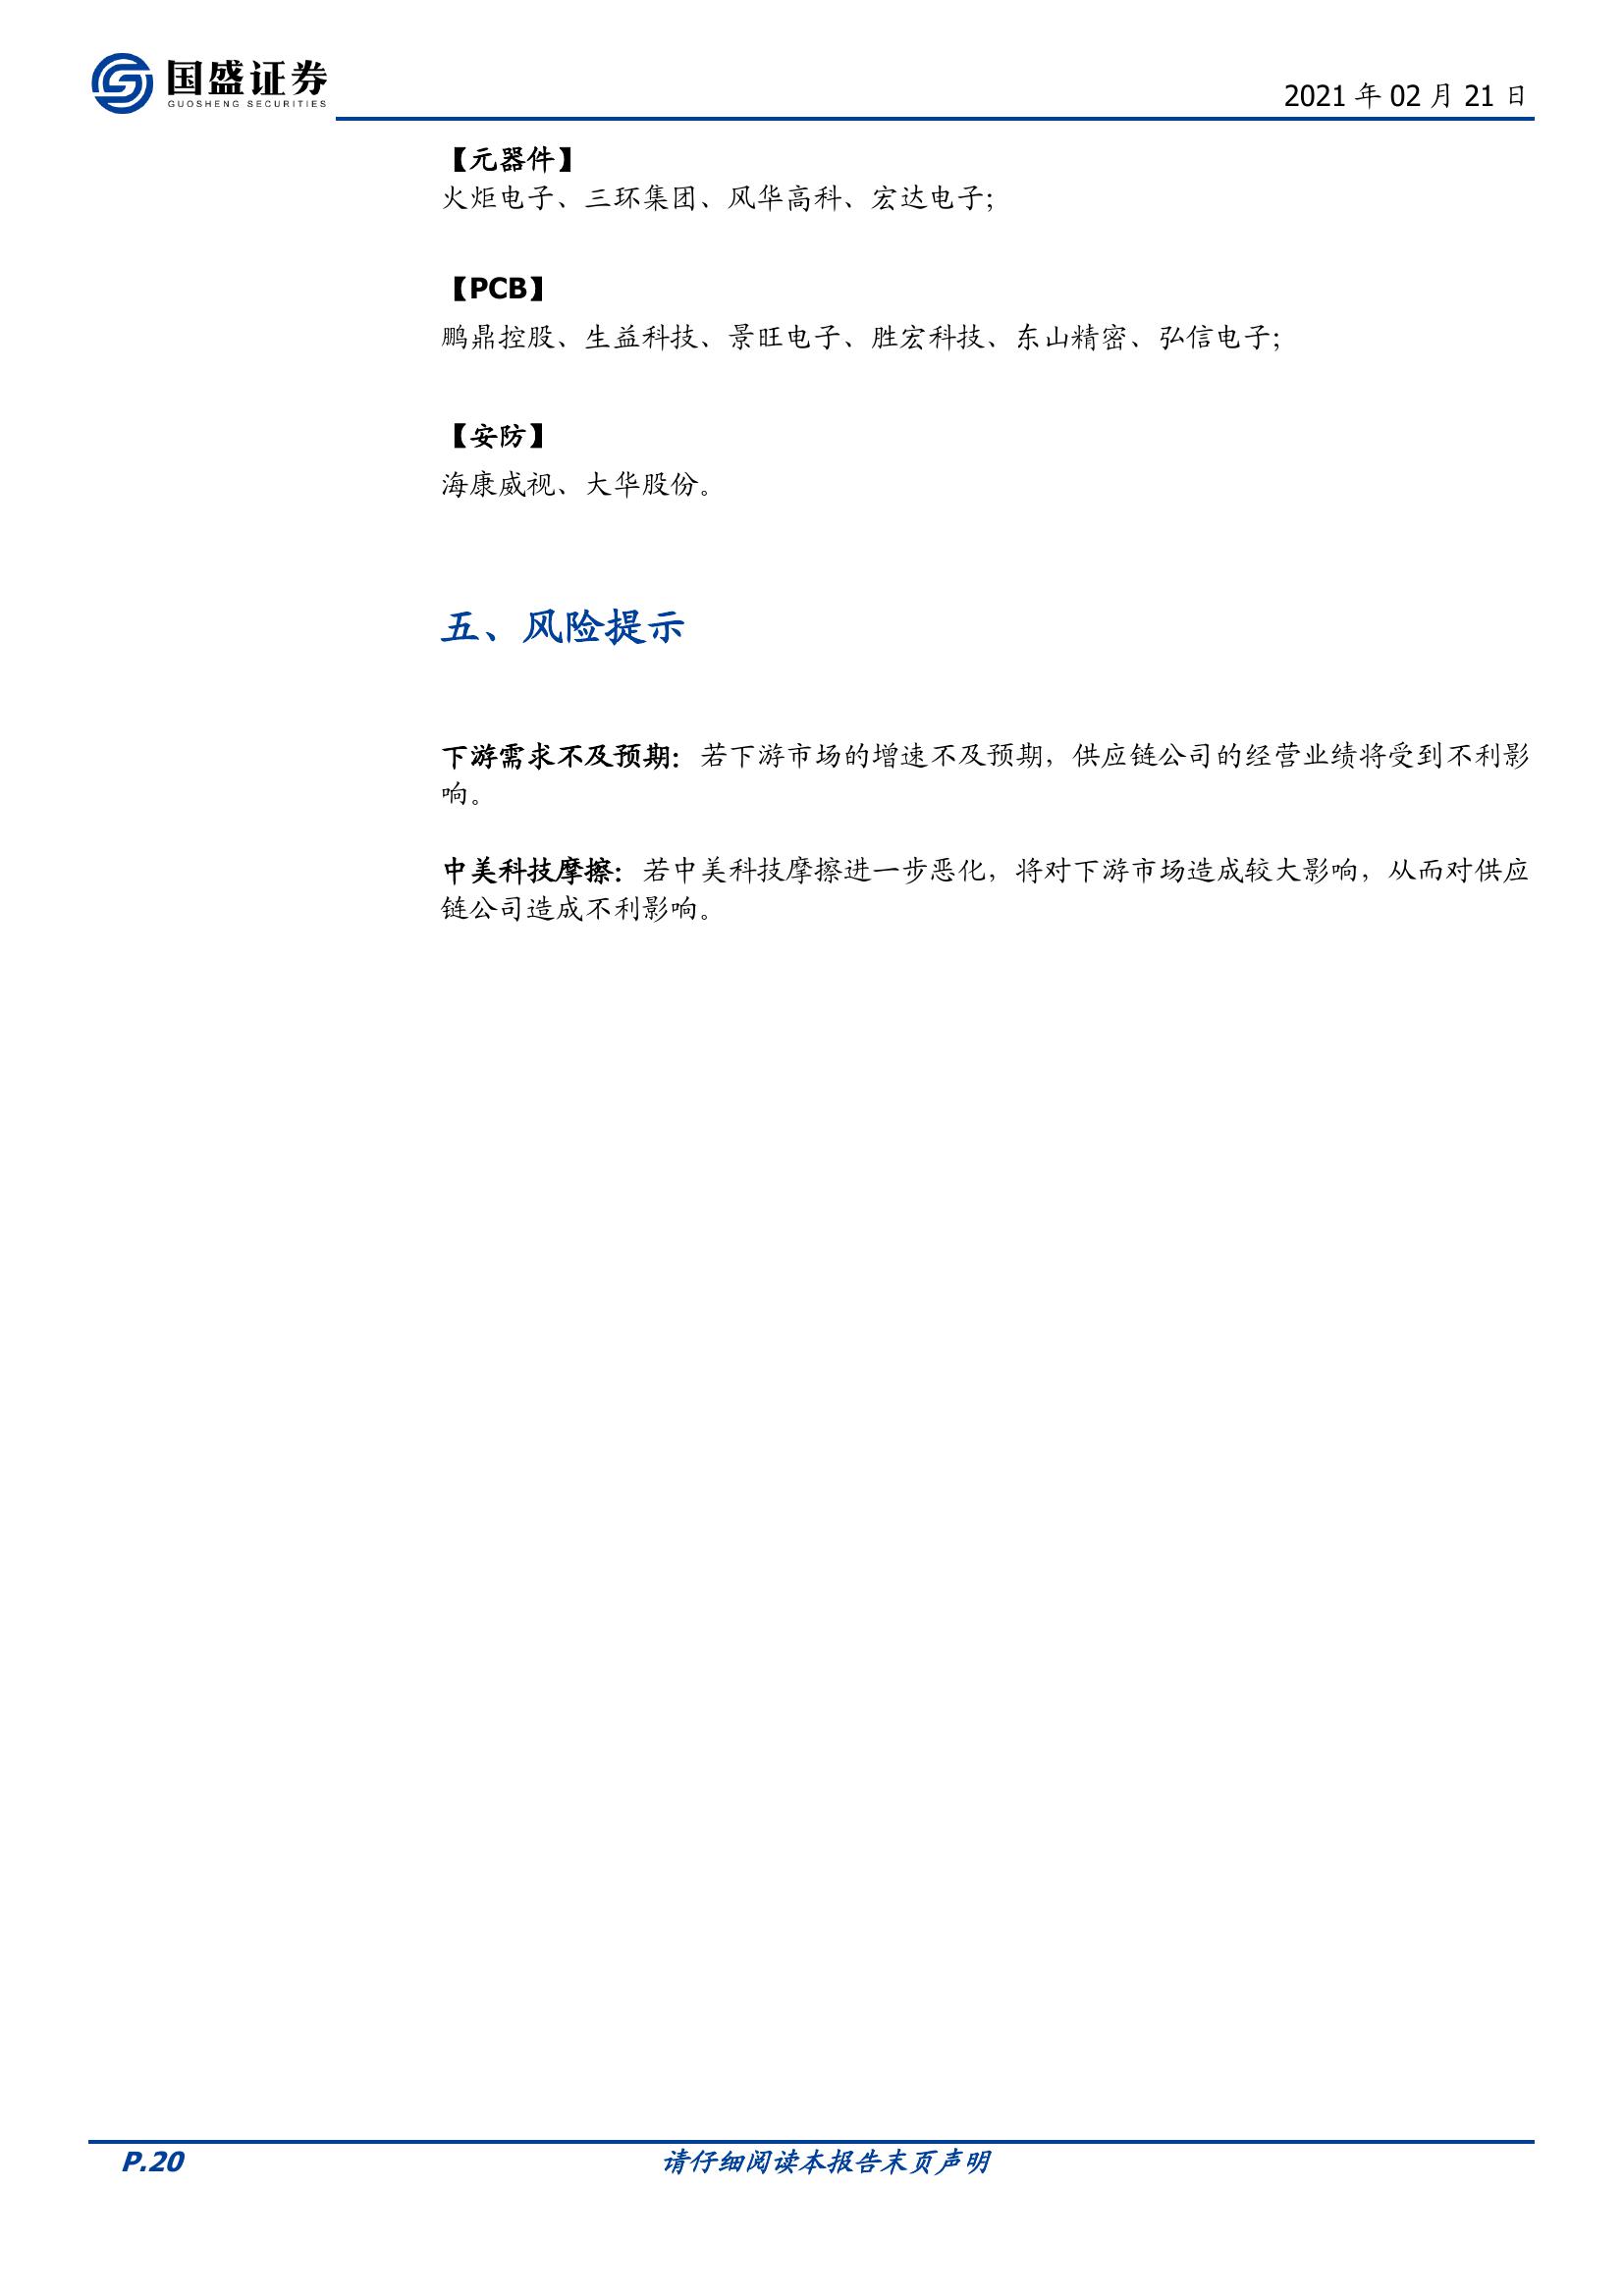 国盛证券
GUOSHENG SECURITIES
2021 年 02 月 21 日
【元器件】
火炬电子、三环集团、风华高科、宏达电子；
【PCB】
鹏鼎控股、生益科技、景旺电子、胜宏科技、东山精密、弘信电子；
【安防】
海康威视、大华股份。
五、风险提示
下游需求不及预期：若下游市场的增速不及预期，供应链公司的经营业绩将受到不利影
响。
中美科技摩擦：若中美科技摩擦进一步恶化，将对下游市场造成较大影响，从而对供应
链公司造成不利影响。
P.20
请仔细阅读本报告末页声明